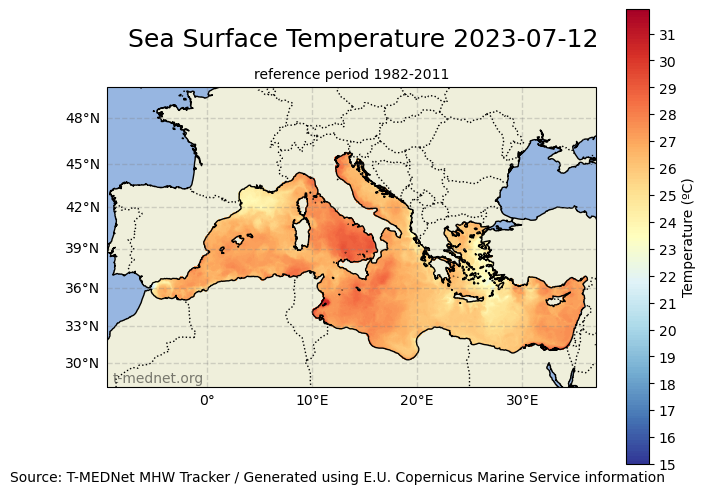 Sea Surface Temperature 2023-07-12
reference period 1982-2011
48°N
45°N
42°N
39°N
36°N
33°N
30°N
t-mednet.org
0°
10°E
20°E
30°E
31
30
29
28
27
26
25
24
23
22
21
20
19
18
17
16
15
Temperature (ºC)
Source: T-MEDNet MHW Tracker / Generated using E.U. Copernicus Marine Service information